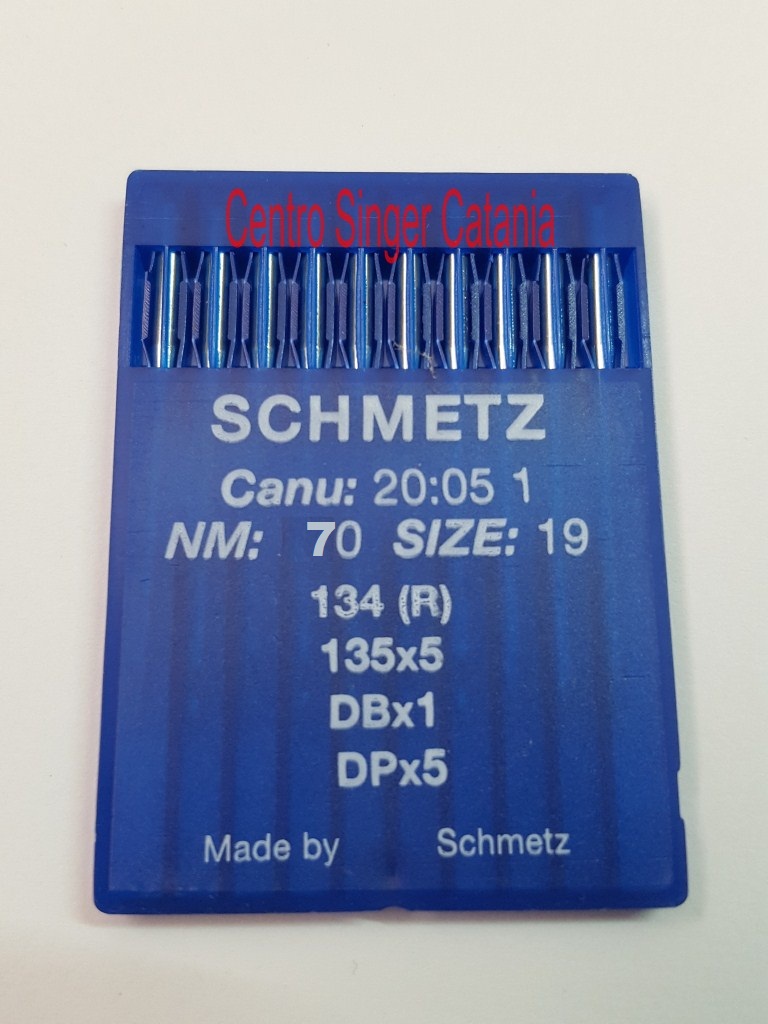 Centro Singer Catania
SCHMETZ
Canu: 20:05 1
NM: 70 SIZE: 19
134 (R)
135x5
DBx1
DPx5
Made by Schmetz